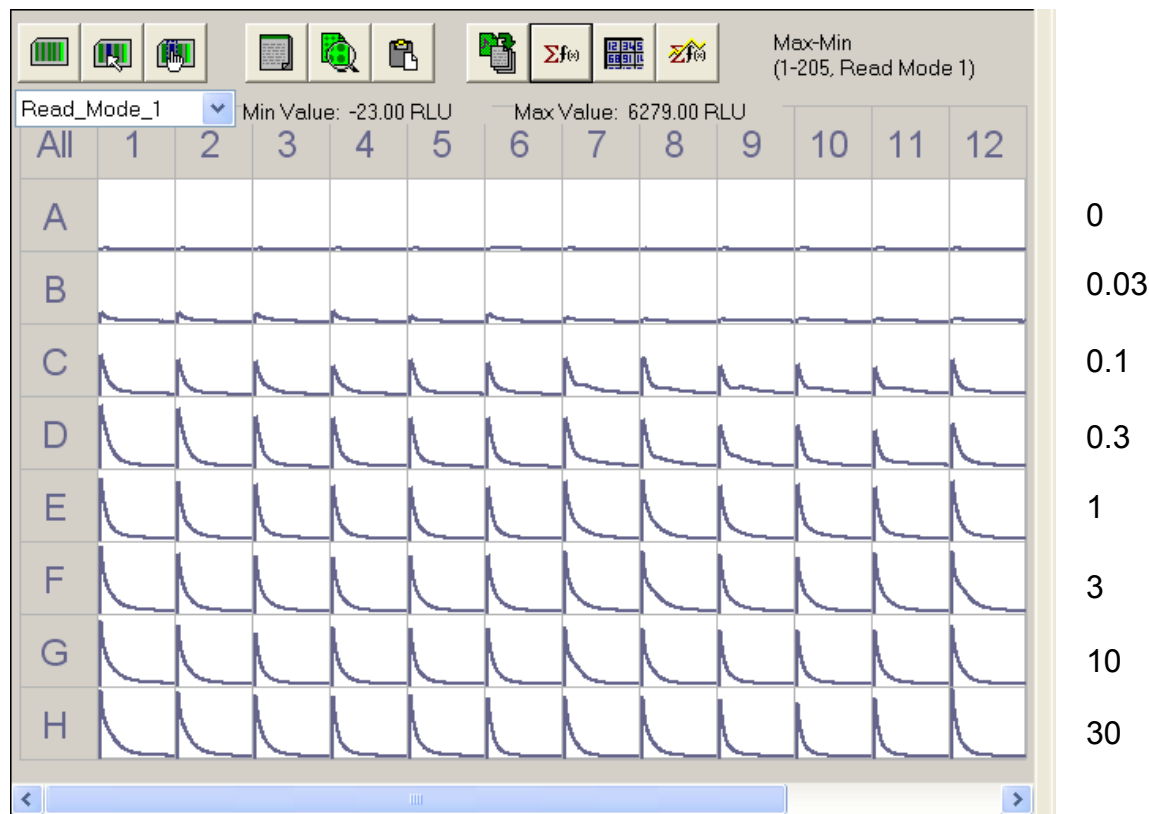 Max-Min
(1-205, Read Mode 1)
Read_Mode_1 Min Value: -23.00 RLU Max Value: 6279.00 RLU
All 1 2 3 4 5 6 7 8 9 10 11 12
A 0
B 0.03
C 0.1
D 0.3
E 1
F 3
G 10
H 30